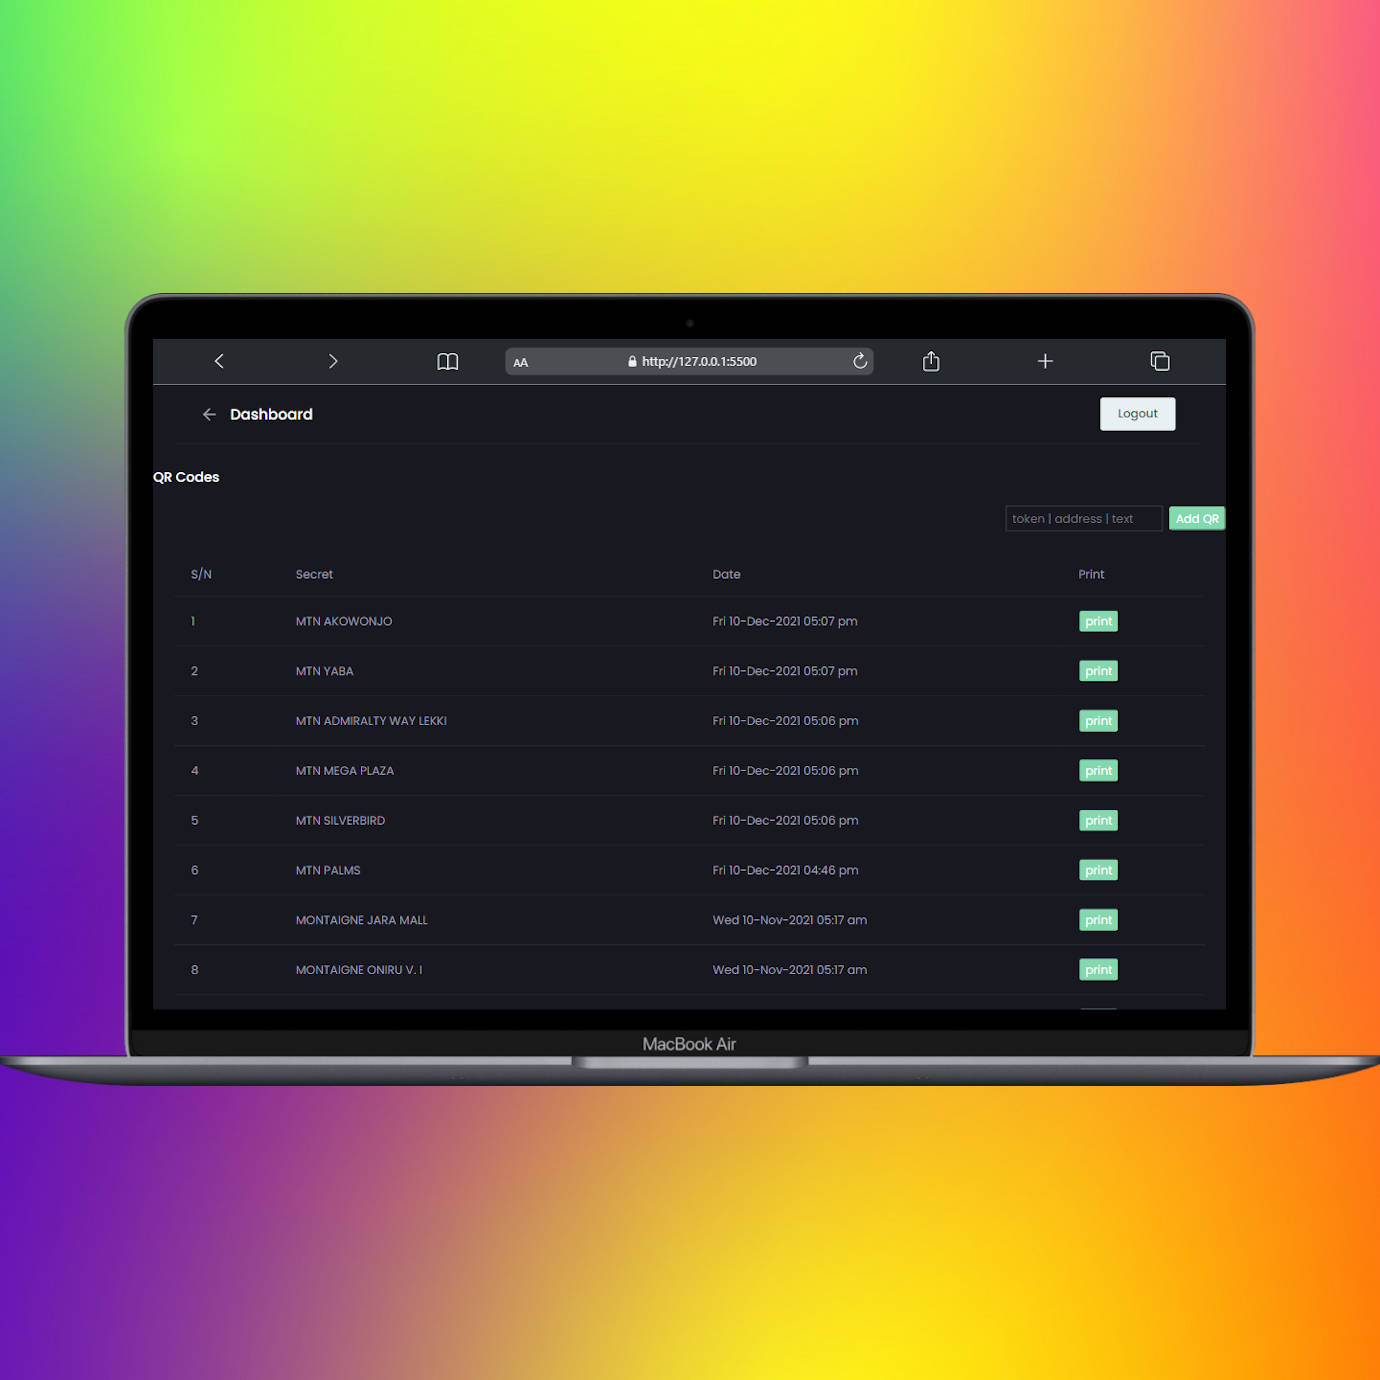 AA http://127.0.0.1:5500
Dashboard Logout
QR Codes
token | address | text Add QR
S/N Secret Date Print
1 MTN AKOWONJO Fri 10-Dec-2021 05:07 pm print
2 MTN YABA Fri 10-Dec-2021 05:07 pm print
3 MTN ADMIRALTY WAY LEKKI Fri 10-Dec-2021 05:06 pm print
4 MTN MEGA PLAZA Fri 10-Dec-2021 05:06 pm print
5 MTN SILVERBIRD Fri 10-Dec-2021 05:06 pm print
6 MTN PALMS Fri 10-Dec-2021 04:46 pm print
7 MONTAIGNE JARA MALL Wed 10-Nov-2021 05:17 am print
8 MONTAIGNE ONIRU V. I Wed 10-Nov-2021 05:17 am print
MacBook Air